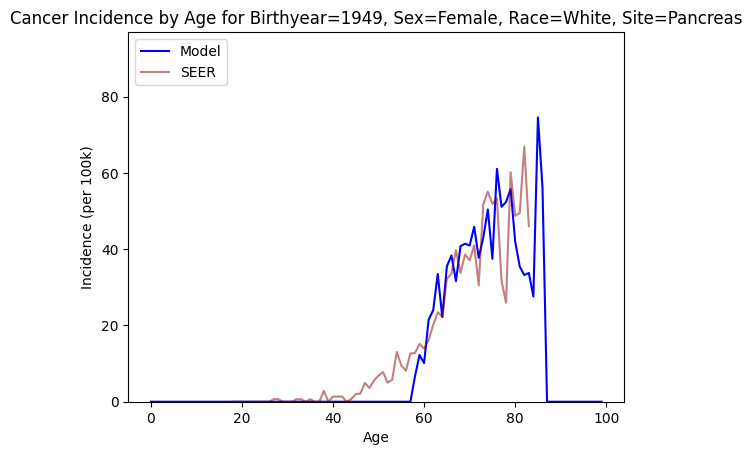 Cancer Incidence by Age for Birthyear=1949, Sex=Female, Race=White, Site=Pancreas
Model
SEER
80
60
40
20
0
Incidence (per 100k)
0 20 40 60 80 100
Age